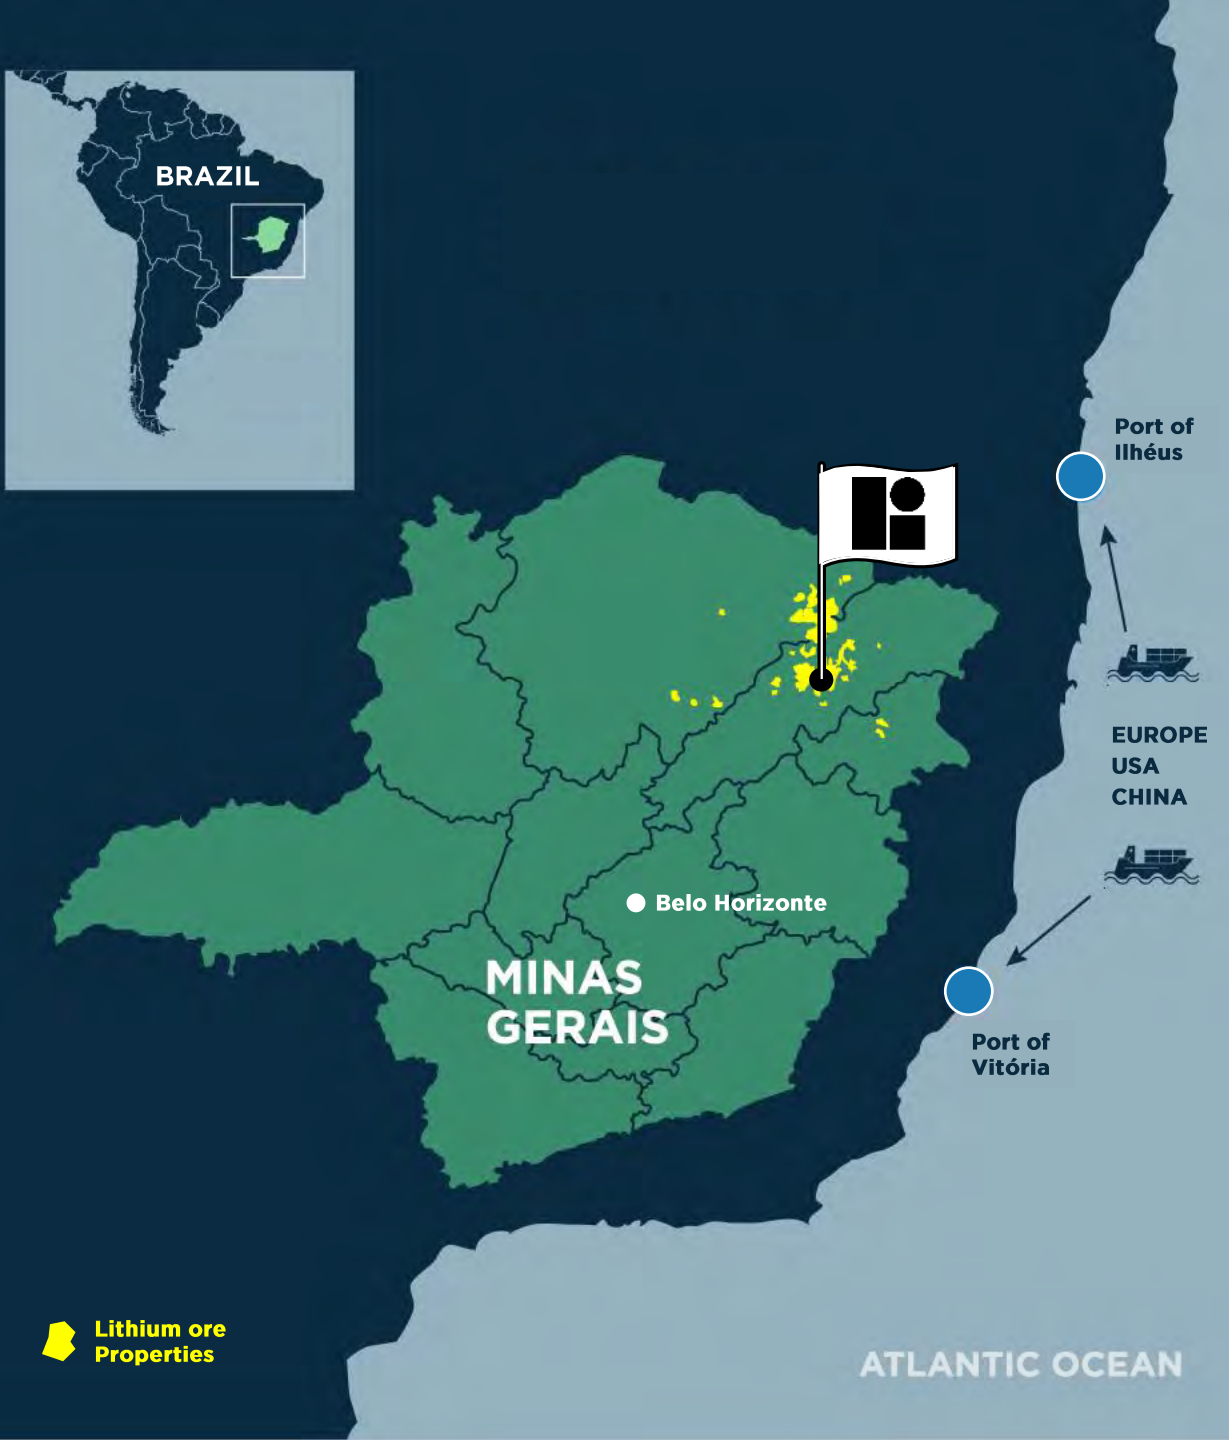 BRAZIL
Port of
Ilhéus
EUROPE
USA
CHINA
Belo Horizonte
MINAS
GERAIS
Port of
Vitória
Lithium ore
Properties
ATLANTIC OCEAN